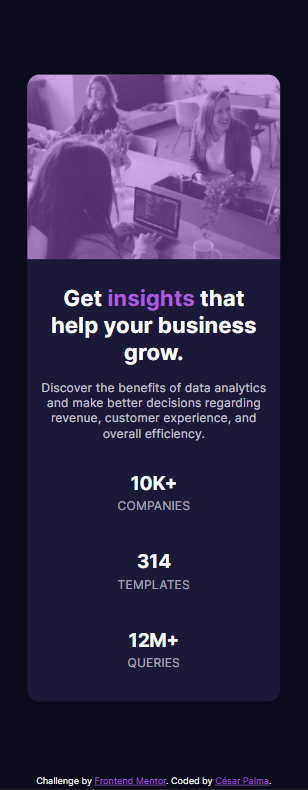 Get insights that
help your business
grow.
Discover the benefits of data analytics
and make better decisions regarding
revenue, customer experience, and
overall efficiency.
10K+
COMPANIES
314
TEMPLATES
12M+
QUERIES
Challenge by Frontend Mentor. Coded by César Palma.